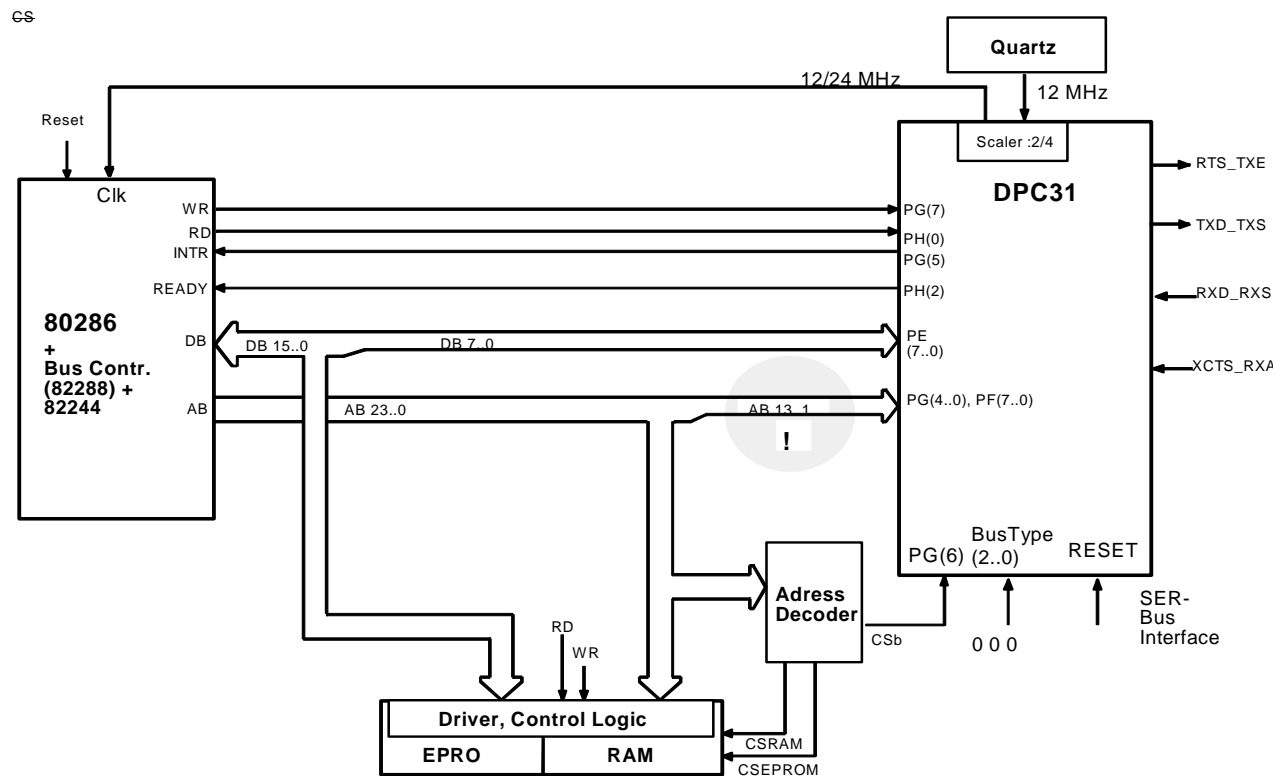 CS
Quartz
12/24 MHz
12 MHz
Reset
Scaler :2/4
RTS_TXE
Clk
DPC31
WR
PG(7)
RD
PH(0)
TXD_TXS
INTR
PG(5)
READY
PH(2)
RXD_RXS
80286
+
Bus Contr.
(82288) +
82244
DB
DB 15..0
DB 7..0
PE
(7..0)
XCTS_RXA
AB
AB 23..0
AB 13..1
PG(4..0), PF(7..0)
!
PG(6)
BusType
(2..0)
RESET
Adress
Decoder
SER-
Bus
Interface
RD
WR
CSb
0 0 0
Driver, Control Logic
EPRO
RAM
CSRAM
CSEPROM